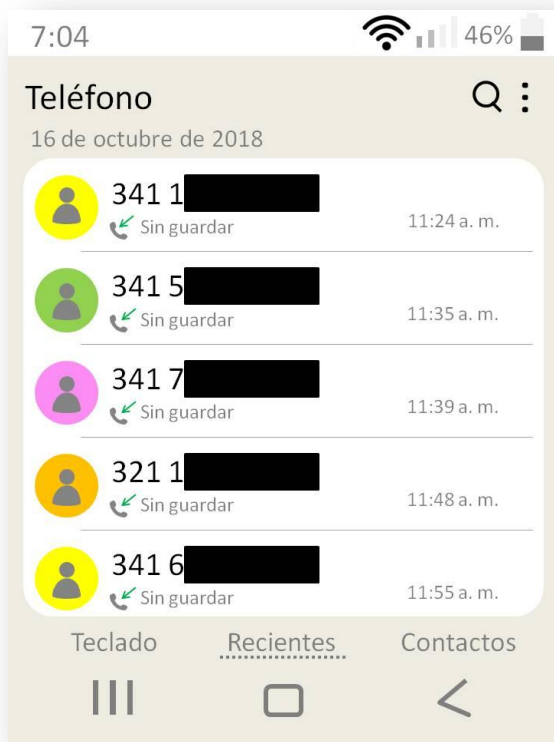 7:04 46%
Teléfono
16 de octubre de 2018
341 1
Sin guardar 11:24 a. m.
341 5
Sin guardar 11:35 a. m.
341 7
Sin guardar 11:39 a. m.
321 1
Sin guardar 11:48 a. m.
341 6
Sin guardar 11:55 a. m.
Teclado Recientes Contactos